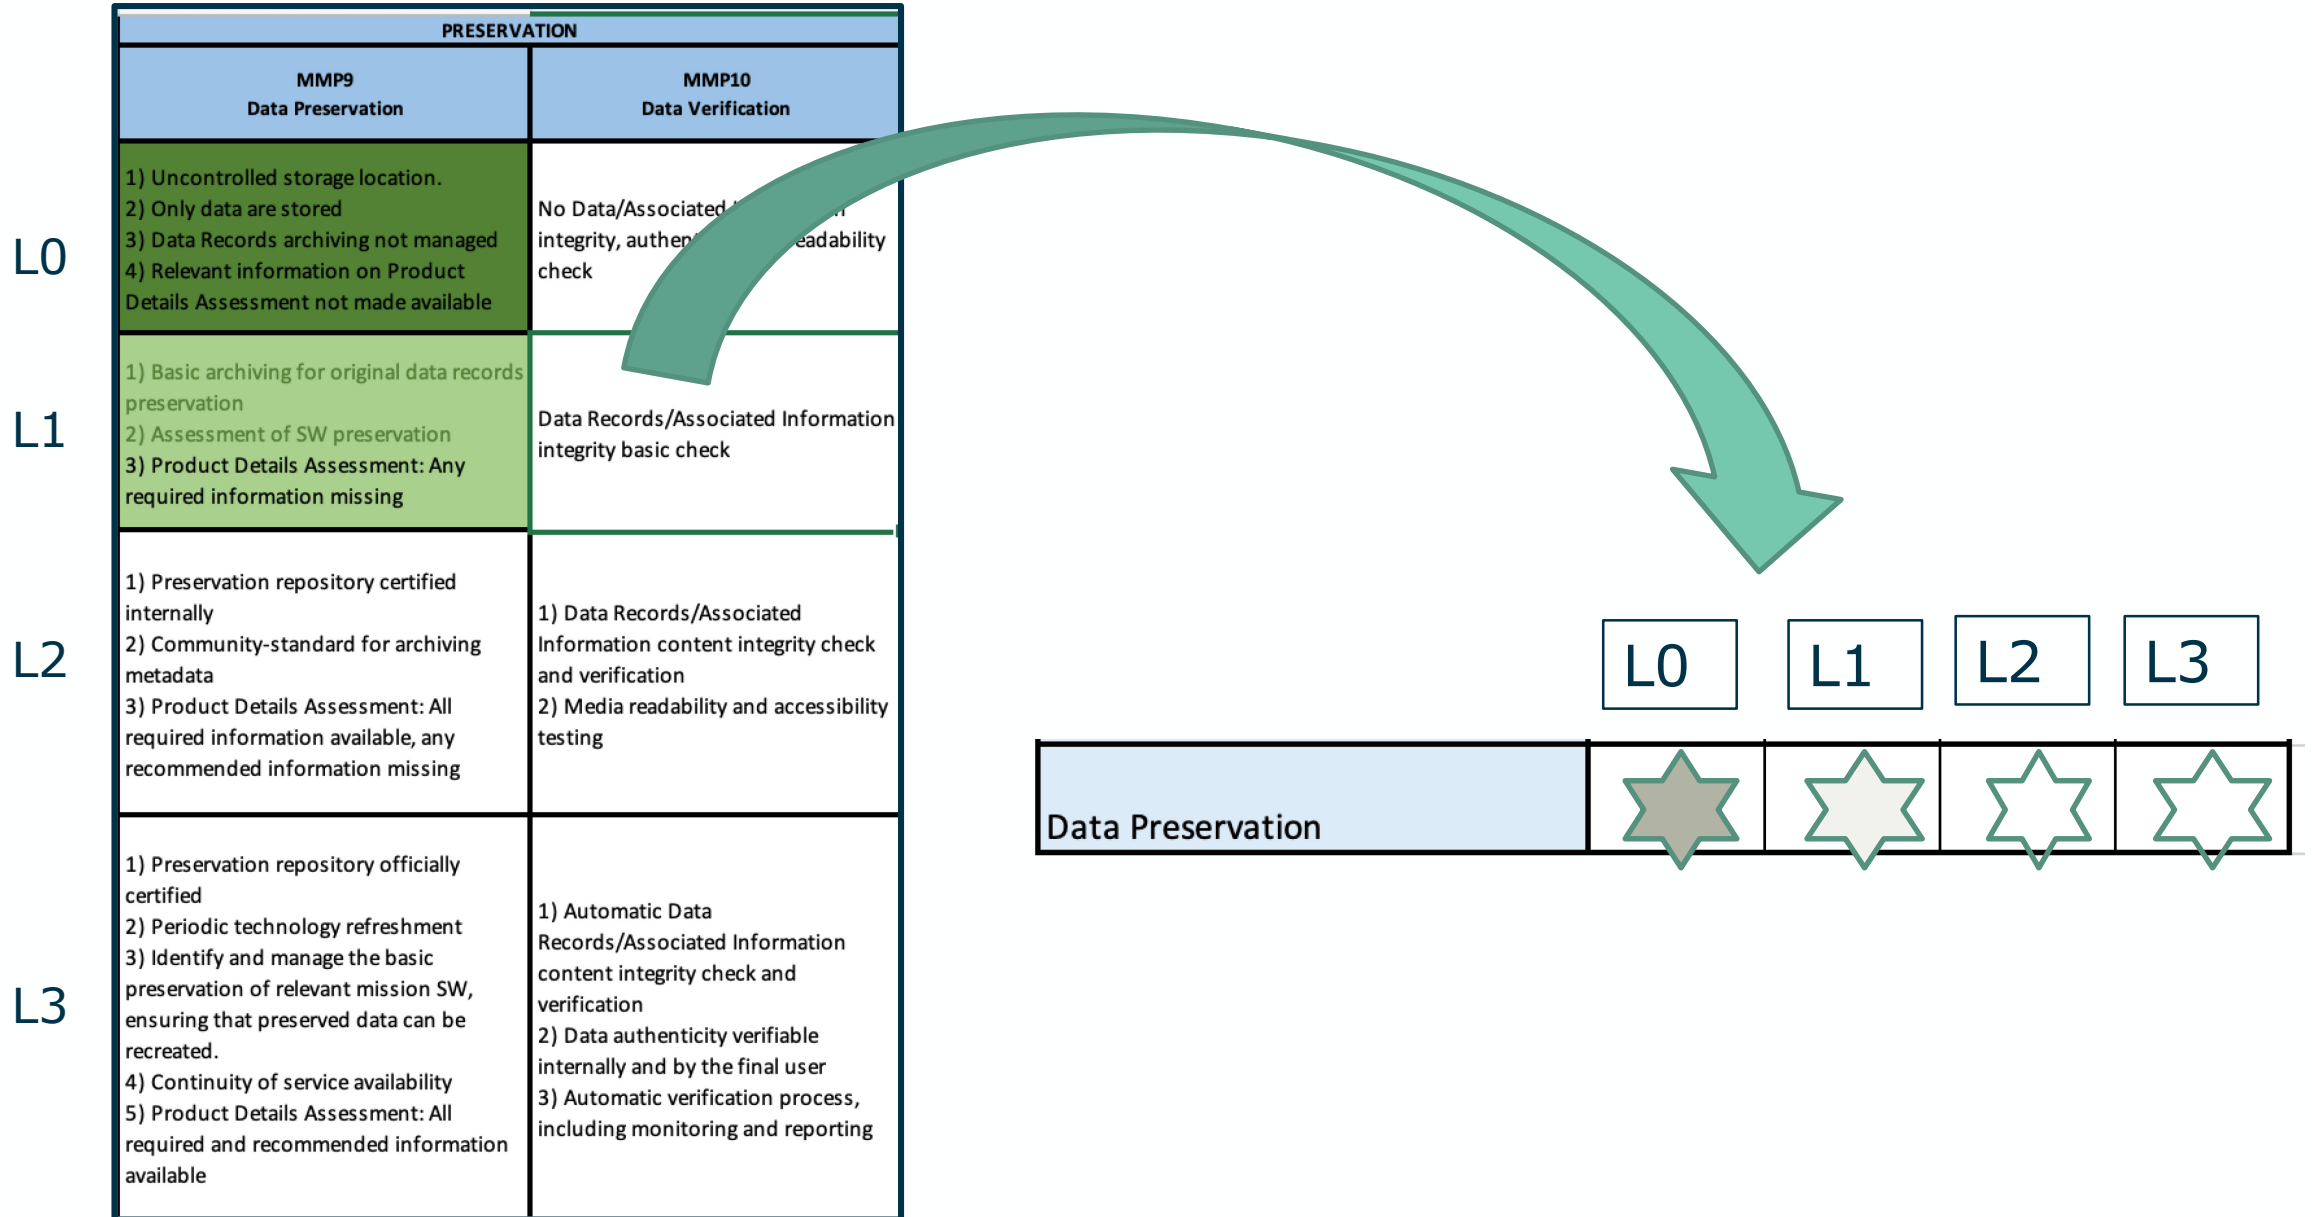 PRESERVATION
MMP9
Data Preservation
MMP10
Data Verification
L0
1) Uncontrolled storage location.
2) Only data are stored
3) Data Records archiving not managed
4) Relevant information on Product
Details Assessment not made available
No Data/Associated
integrity, check
L1
1) Basic archiving for original data records
preservation
2) Assessment of SW preservation
3) Product Details Assessment: Any
required information missing
Data Records/Associated Information
integrity basic check
L2
1) Preservation repository certified
internally
2) Community-standard for archiving
metadata
3) Product Details Assessment: All
required information available, any
recommended information missing
1) Data Records/Associated
Information content integrity check
and verification
2) Media readability and accessibility
testing
L3
1) Preservation repository officially
certified
2) Periodic technology refreshment
3) Identify and manage the basic
preservation of relevant mission SW,
ensuring that preserved data can be
recreated.
4) Continuity of service availability
5) Product Details Assessment: All
required and recommended information
available
1) Automatic Data
Records/Associated Information
content integrity check and
verification
2) Data authenticity verifiable
internally and by the final user
3) Automatic verification process,
including monitoring and reporting
L0
L1
L2
L3
Data Preservation